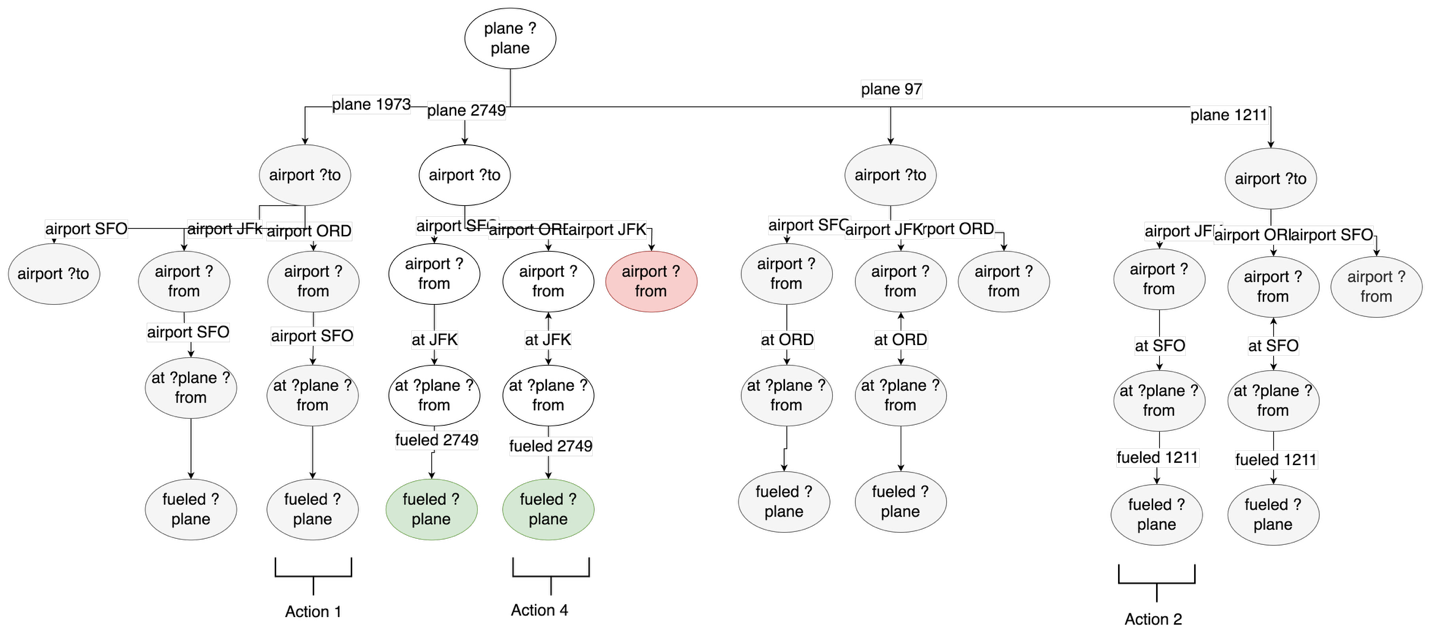 plane ?
plane
plane 97
plane 1973
plane 2749
plane 1211
airport ?to
airport ?to
airport ?to
airport ?to
airport SFO
airport JFk
airport ORD
airport SFO
airport ORD
airport JFK
airport SFO
airport JFK
airport ORD
airport JFK
airport ORD
airport SFO
airport ?to
airport ?
from
airport ?
from
airport ?
from
airport ?
from
airport ?
from
airport ?
from
airport ?
from
airport ?
from
airport ?
from
airport ?
from
airport ?
from
airport SFO
airport SFO
at JFK
at JFK
at ORD
at ORD
at SFO
at SFO
at ?plane ?
from
at ?plane ?
from
at ?plane ?
from
at ?plane ?
from
at ?plane ?
from
at ?plane ?
from
at ?plane ?
from
at ?plane ?
from
fueled 2749
fueled 2749
fueled 1211
fueled 1211
fueled ?
plane
fueled ?
plane
fueled ?
plane
fueled ?
plane
fueled ?
plane
fueled ?
plane
fueled ?
plane
fueled ?
plane
Action 1
Action 4
Action 2